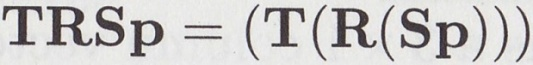 TRSp = (T(R(Sp)))